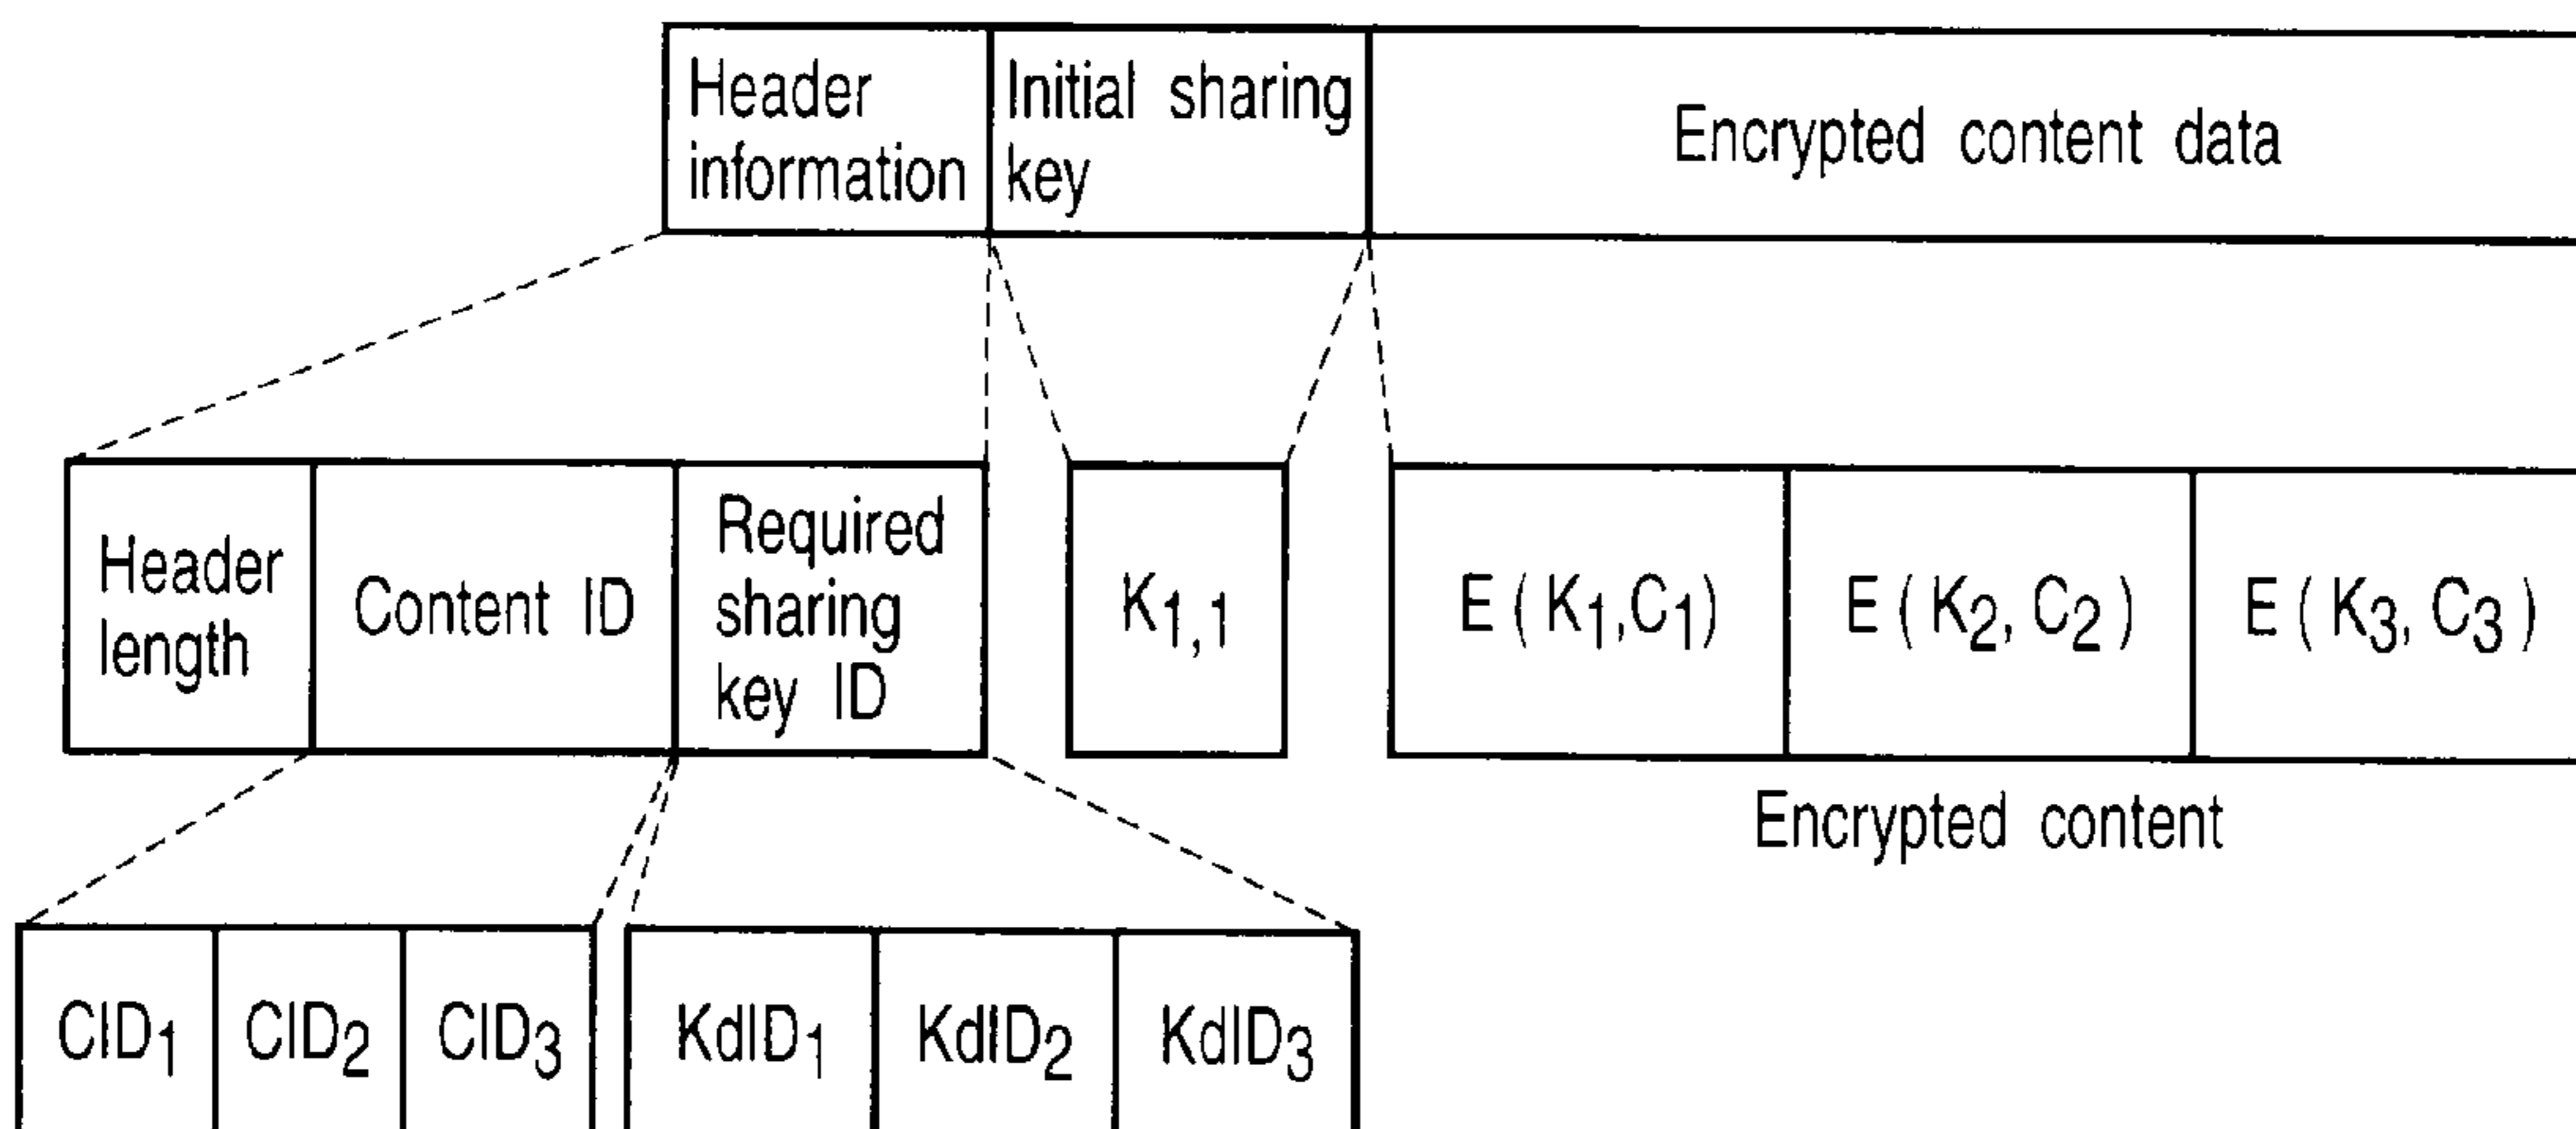 Header
information
Initial sharing
key
Encrypted content data
Header
length
Content ID
Required
sharing
key ID
K1,1
E ( K1,C1)
E ( K2, C2 )
E ( K3, C3 )
Encrypted content
CID1
CID2
CID3
KdID1
KdID2
KdID3